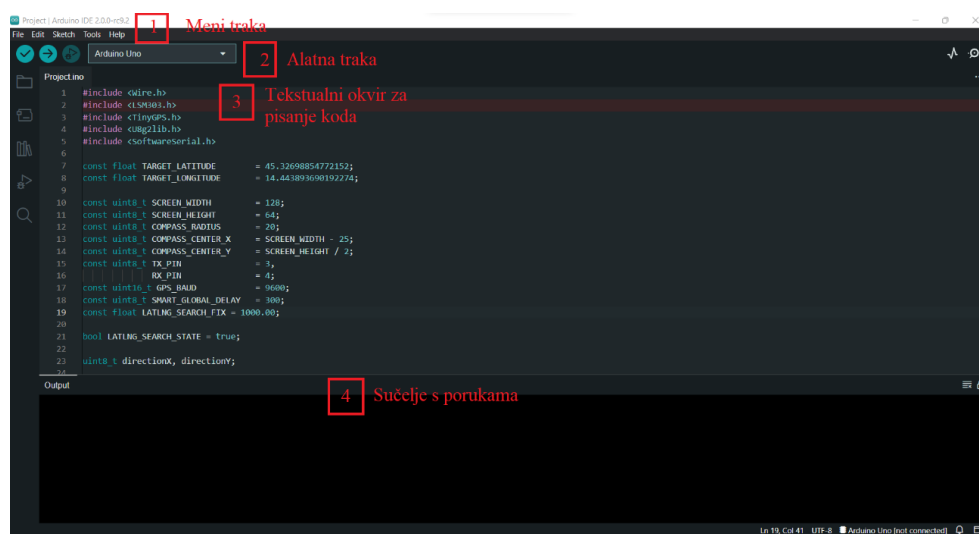 Project | Arduino IDE 2.0.0-rc9.2
1 Meni traka
File Edit Sketch Tools Help
Arduino Uno
2 Alatna traka
Project.ino
3 Tekstualni okvir za
pisanje koda
1 #include <Wire.h>
2 #include <LSM303.h>
3 #include <TinyGPS.h>
4 #include <U8g2lib.h>
5 #include <SoftwareSerial.h>
6
7 const float TARGET_LATITUDE = 45.32698854772152;
8 const float TARGET_LONGITUDE = 14.443893690192274;
9
10 const uint8_t SCREEN_WIDTH = 128;
11 const uint8_t SCREEN_HEIGHT = 64;
12 const uint8_t COMPASS_RADIUS = 20;
13 const uint8_t COMPASS_CENTER_X = SCREEN_WIDTH - 25;
14 const uint8_t COMPASS_CENTER_Y = SCREEN_HEIGHT / 2;
15 const uint8_t TX_PIN = 3,
16 RX_PIN = 4;
17 const uint16_t GPS_BAUD = 9600;
18 const uint8_t SMART_GLOBAL_DELAY = 300;
19 const float LATLNG_SEARCH_FIX = 1000.00;
20
21 bool LATLNG_SEARCH_STATE = true;
22
23 uint8_t directionX, directionY;
24
Output
4 Sučelje s porukama
Ln 19, Col 41 UTF-8 Arduino Uno [not connected]